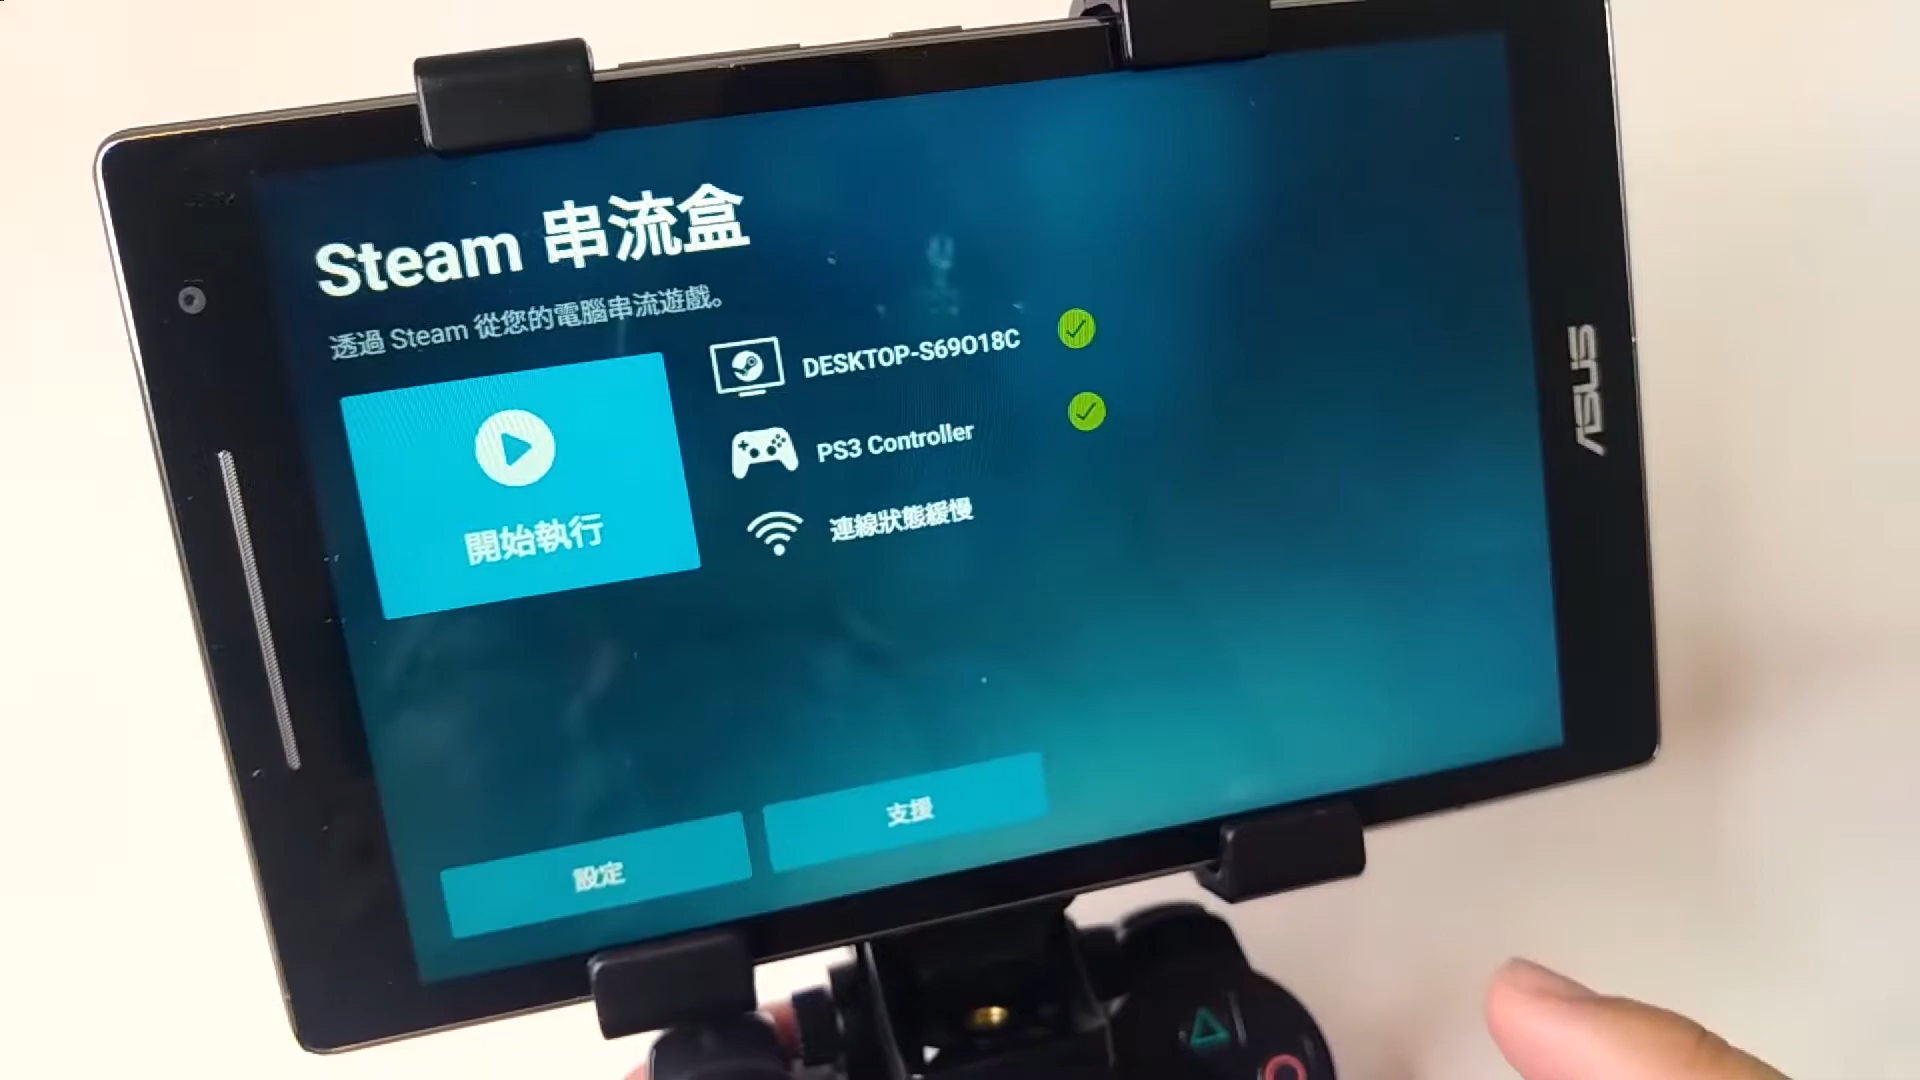 Steam 串流盒
透過 Steam 從您的電腦串流遊戲。
開始執行
DESKTOP-S69O18C
PS3 Controller
連線狀態緩慢
設定
支援
ASUS